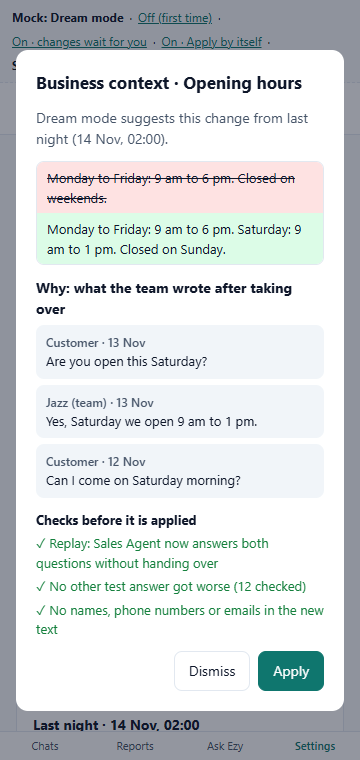 Mock: Dream mode · Off (first time) ·
On · changes wait for you · On · Apply by itself ·
S
Business context · Opening hours
Dream mode suggests this change from last
night (14 Nov, 02:00).
Monday to Friday: 9 am to 6 pm. Closed on
weekends.
Monday to Friday: 9 am to 6 pm. Saturday: 9
am to 1 pm. Closed on Sunday.
Why: what the team wrote after taking
over
Customer · 13 Nov
Are you open this Saturday?
Jazz (team) · 13 Nov
Yes, Saturday we open 9 am to 1 pm.
Customer · 12 Nov
Can I come on Saturday morning?
Checks before it is applied
✓ Replay: Sales Agent now answers both
questions without handing over
✓ No other test answer got worse (12 checked)
✓ No names, phone numbers or emails in the new
text
Dismiss Apply
Last night · 14 Nov, 02:00
Chats Reports Ask Ezy Settings